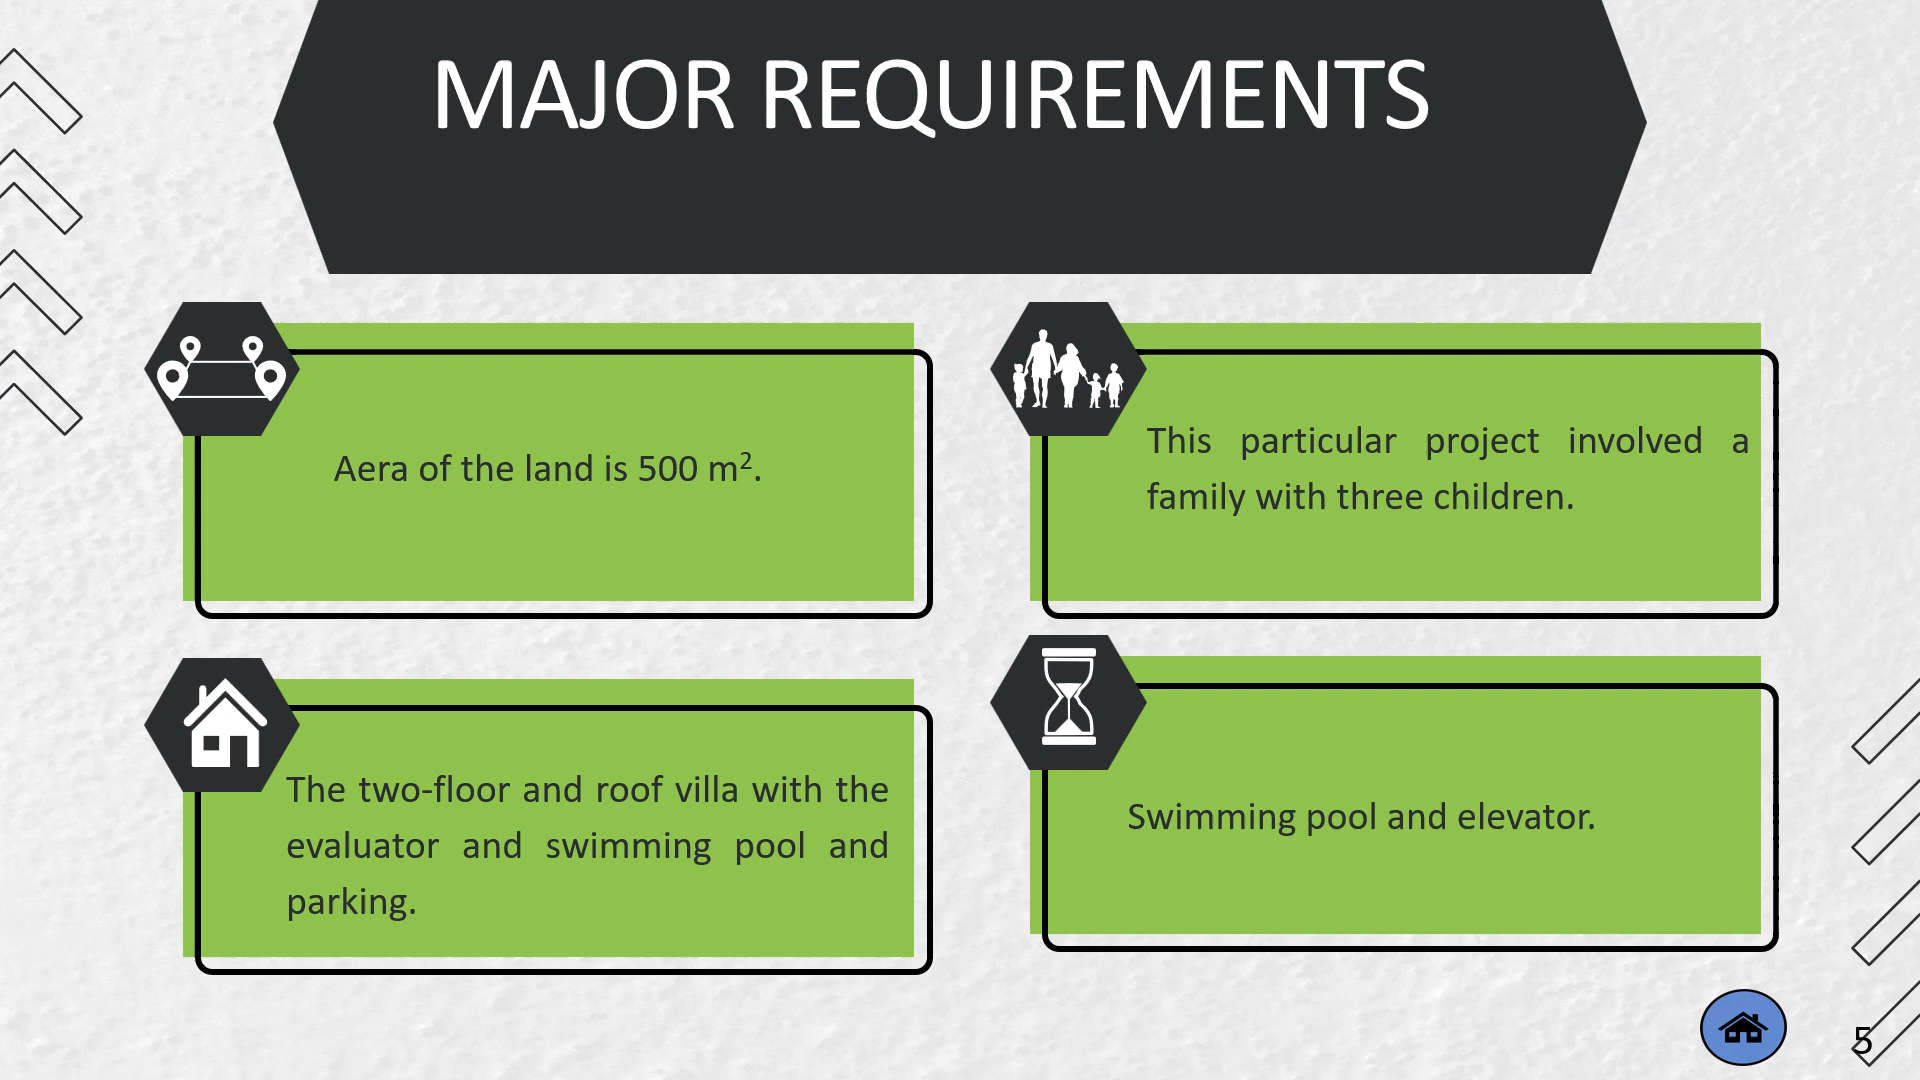 MAJOR REQUIREMENTS
Aera of the land is 500 m².
This particular project involved a
family with three children.
The two-floor and roof villa with the
evaluator and swimming pool and
parking.
Swimming pool and elevator.
5